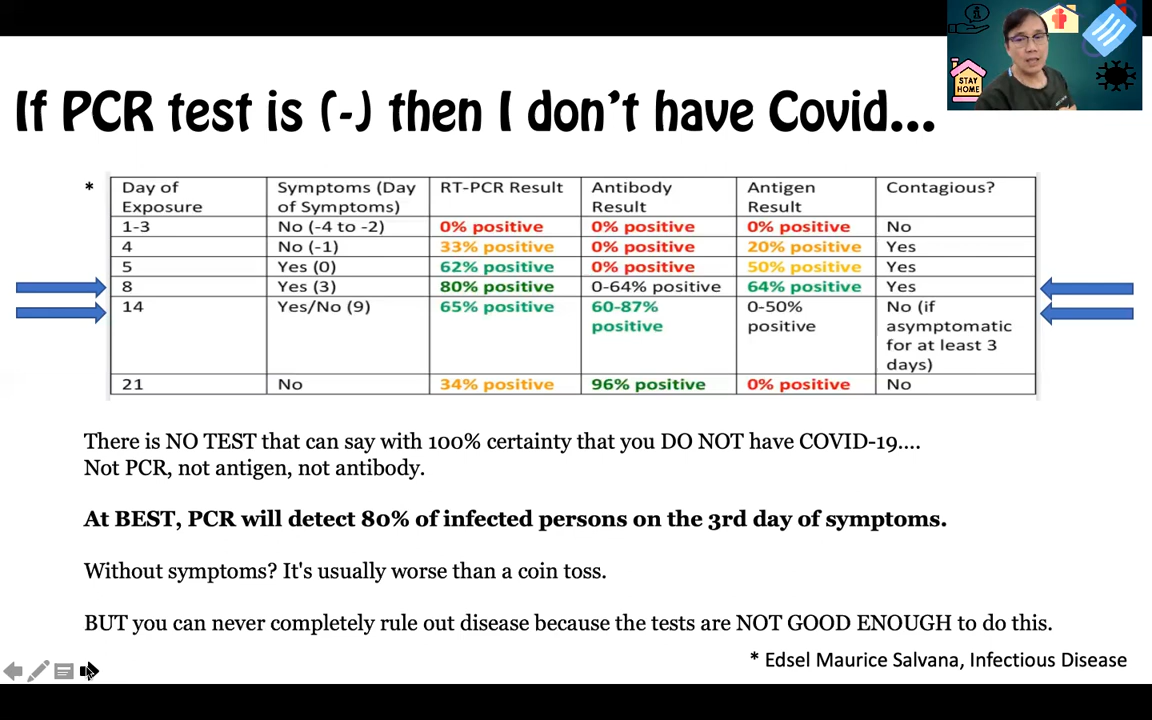 STAY
HOME
If PCR test is (-) then I don't have Covid...
*
Day of Exposure | Symptoms (Day of Symptoms) | RT-PCR Result | Antibody Result | Antigen Result | Contagious?
1-3 | No (-4 to -2) | 0% positive | 0% positive | 0% positive | No
4 | No (-1) | 33% positive | 0% positive | 20% positive | Yes
5 | Yes (0) | 62% positive | 0% positive | 50% positive | Yes
8 | Yes (3) | 80% positive | 0-64% positive | 64% positive | Yes
14 | Yes/No (9) | 65% positive | 60-87% positive | 0-50% positive | No (if asymptomatic for at least 3 days)
21 | No | 34% positive | 96% positive | 0% positive | No
There is NO TEST that can say with 100% certainty that you DO NOT have COVID-19....
Not PCR, not antigen, not antibody.
At BEST, PCR will detect 80% of infected persons on the 3rd day of symptoms.
Without symptoms? It's usually worse than a coin toss.
BUT you can never completely rule out disease because the tests are NOT GOOD ENOUGH to do this.
* Edsel Maurice Salvana, Infectious Disease